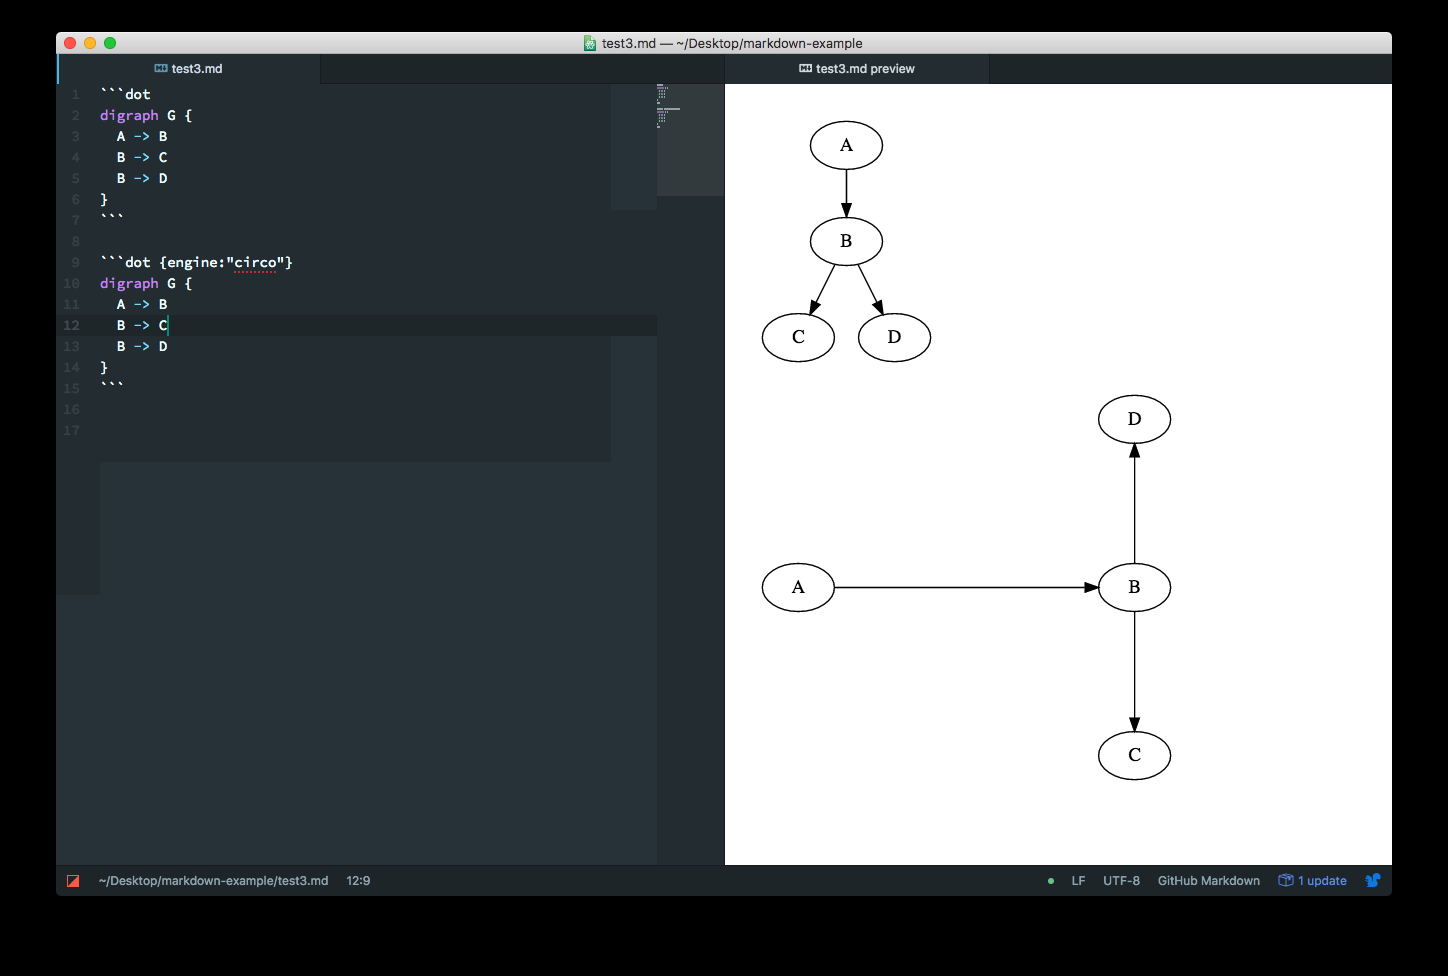 test3.md — ~/Desktop/markdown-example
test3.md
test3.md preview
1 ```dot
2 digraph G {
3 A -> B
4 B -> C
5 B -> D
6 }
7 ```
8
9 ```dot {engine:"circo"}
10 digraph G {
11 A -> B
12 B -> C
13 B -> D
14 }
15 ```
16
17
A
B
C D
D
A B
C
~/Desktop/markdown-example/test3.md 12:9
LF UTF-8 GitHub Markdown 1 update